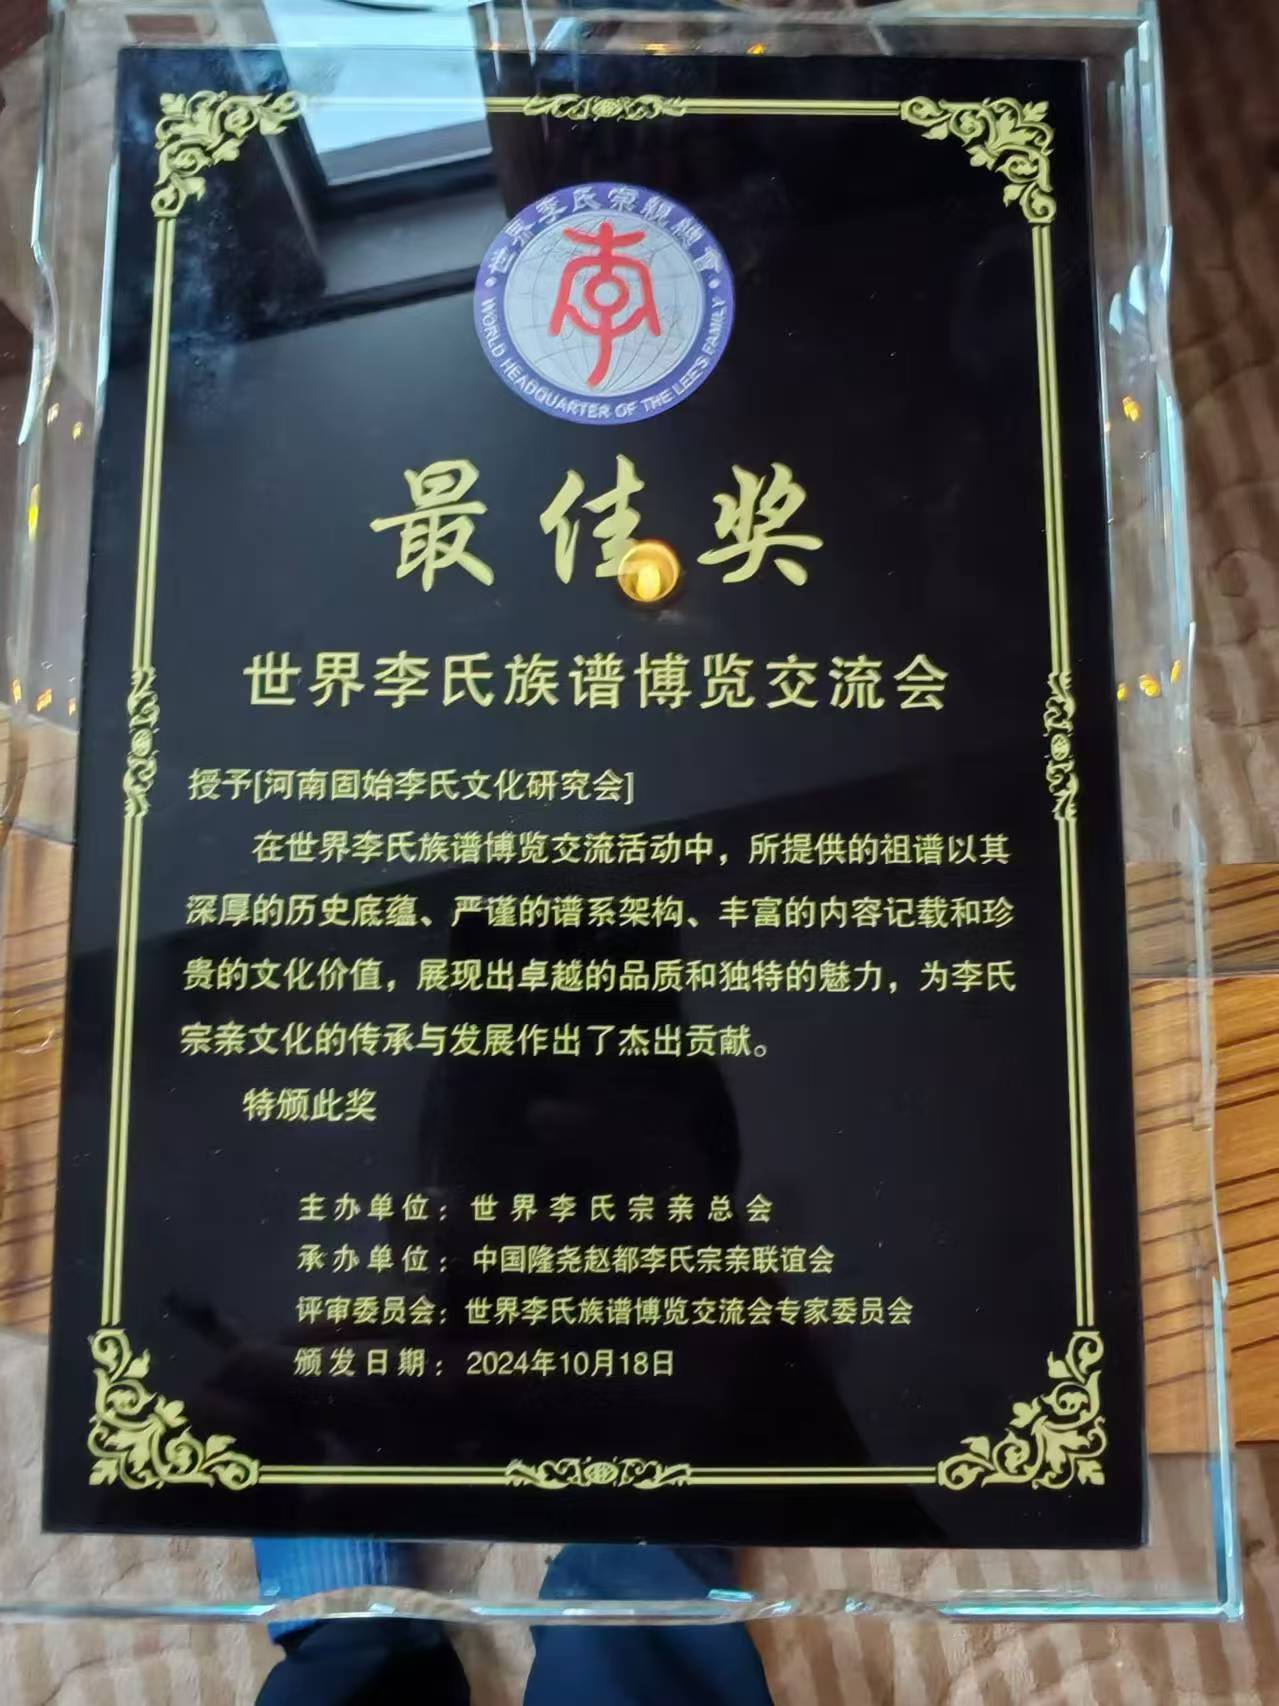 世界李氏宗親總會
WORLD HEADQUARTER OF THE LEE'S FAMILY
李
最佳奖
世界李氏族谱博览交流会
授予[河南固始李氏文化研究会]
在世界李氏族谱博览交流活动中，所提供的祖谱以其
深厚的历史底蕴、严谨的谱系架构、丰富的内容记载和珍
贵的文化价值，展现出卓越的品质和独特的魅力，为李氏
宗亲文化的传承与发展作出了杰出贡献。
特颁此奖
主办单位：世界李氏宗亲总会
承办单位：中国隆尧赵都李氏宗亲联谊会
评审委员会：世界李氏族谱博览交流会专家委员会
颁发日期：2024年10月18日